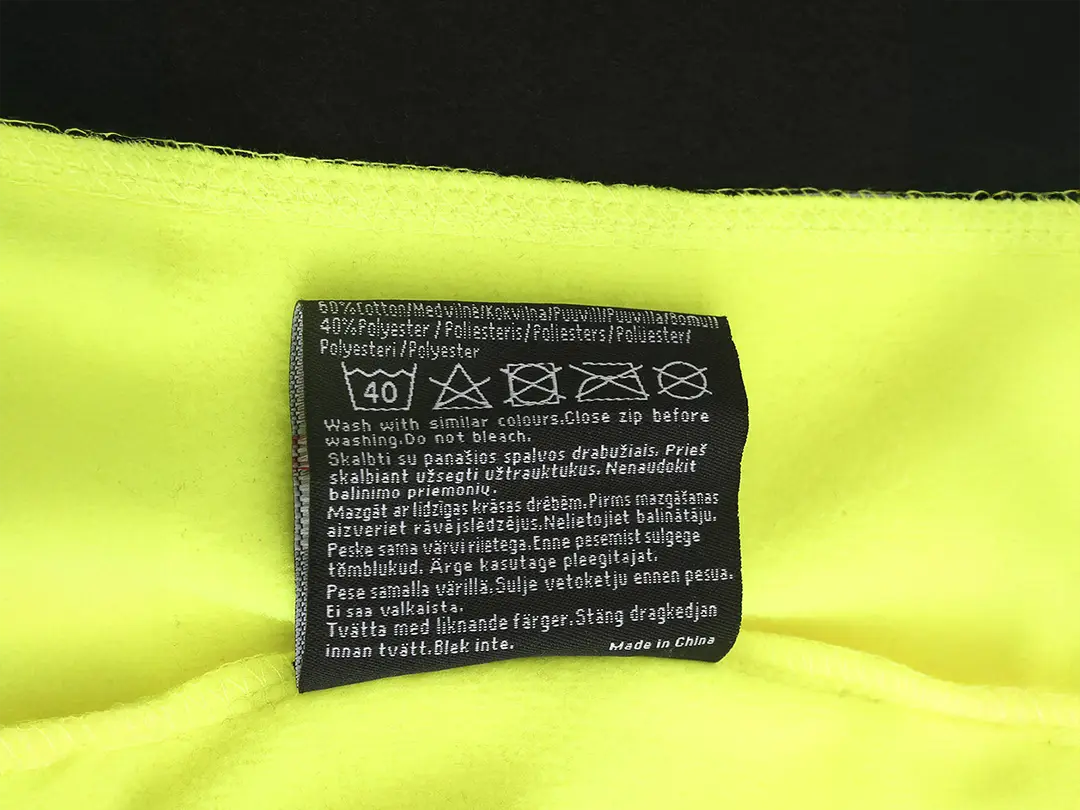 60%Cotton/Medvilnė/Kokvilna/Puuvill/Puuvilla/Bomull
40%Polyester / Poliesteris/Poliesters/Polüester/
Polyesteri/Polyester
40
Wash with similar colours.Close zip before
washing.Do not bleach.
Skalbti su panašios spalvos drabužiais. Prieš
skalbiant užsegti užtrauktukus. Nenaudokit
balinimo priemonių.
Mazgāt ar līdzīgas krāsas drēbēm.Pirms mazgāšanas
aizveriet rāvējslēdzējus.Nelietojiet balinātāju.
Peske sama värvi riietega.Enne pesemist sulgege
tõmblukud. Ärge kasutage pleegitajat.
Pese samalla värillä.Sulje vetoketju ennen pesua.
Ei saa valkaista.
Tvätta med liknande färger.Stäng dragkedjan
innan tvätt.Blek inte.
Made in China